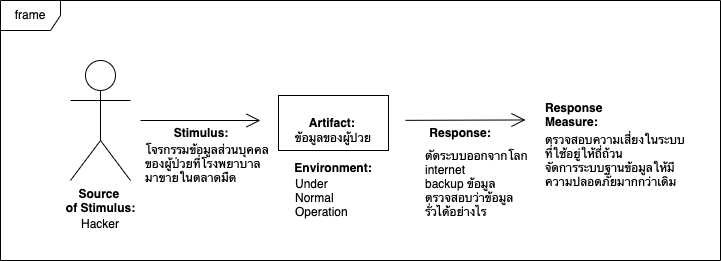 frame
Source
of Stimulus:
Hacker
Stimulus:
โจรกรรมข้อมูลส่วนบุคคล
ของผู้ป่วยที่โรงพยาบาล
มาขายในตลาดมืด
Artifact:
ข้อมูลของผู้ป่วย
Environment:
Under
Normal
Operation
Response:
ตัดระบบออกจากโลก
internet
backup ข้อมูล
ตรวจสอบว่าข้อมูล
รั่วได้อย่างไร
Response
Measure:
ตรวจสอบความเสี่ยงในระบบ
ที่ใช้อยู่ให้ถี่ถ้วน
จัดการระบบฐานข้อมูลให้มี
ความปลอดภัยมากกว่าเดิม